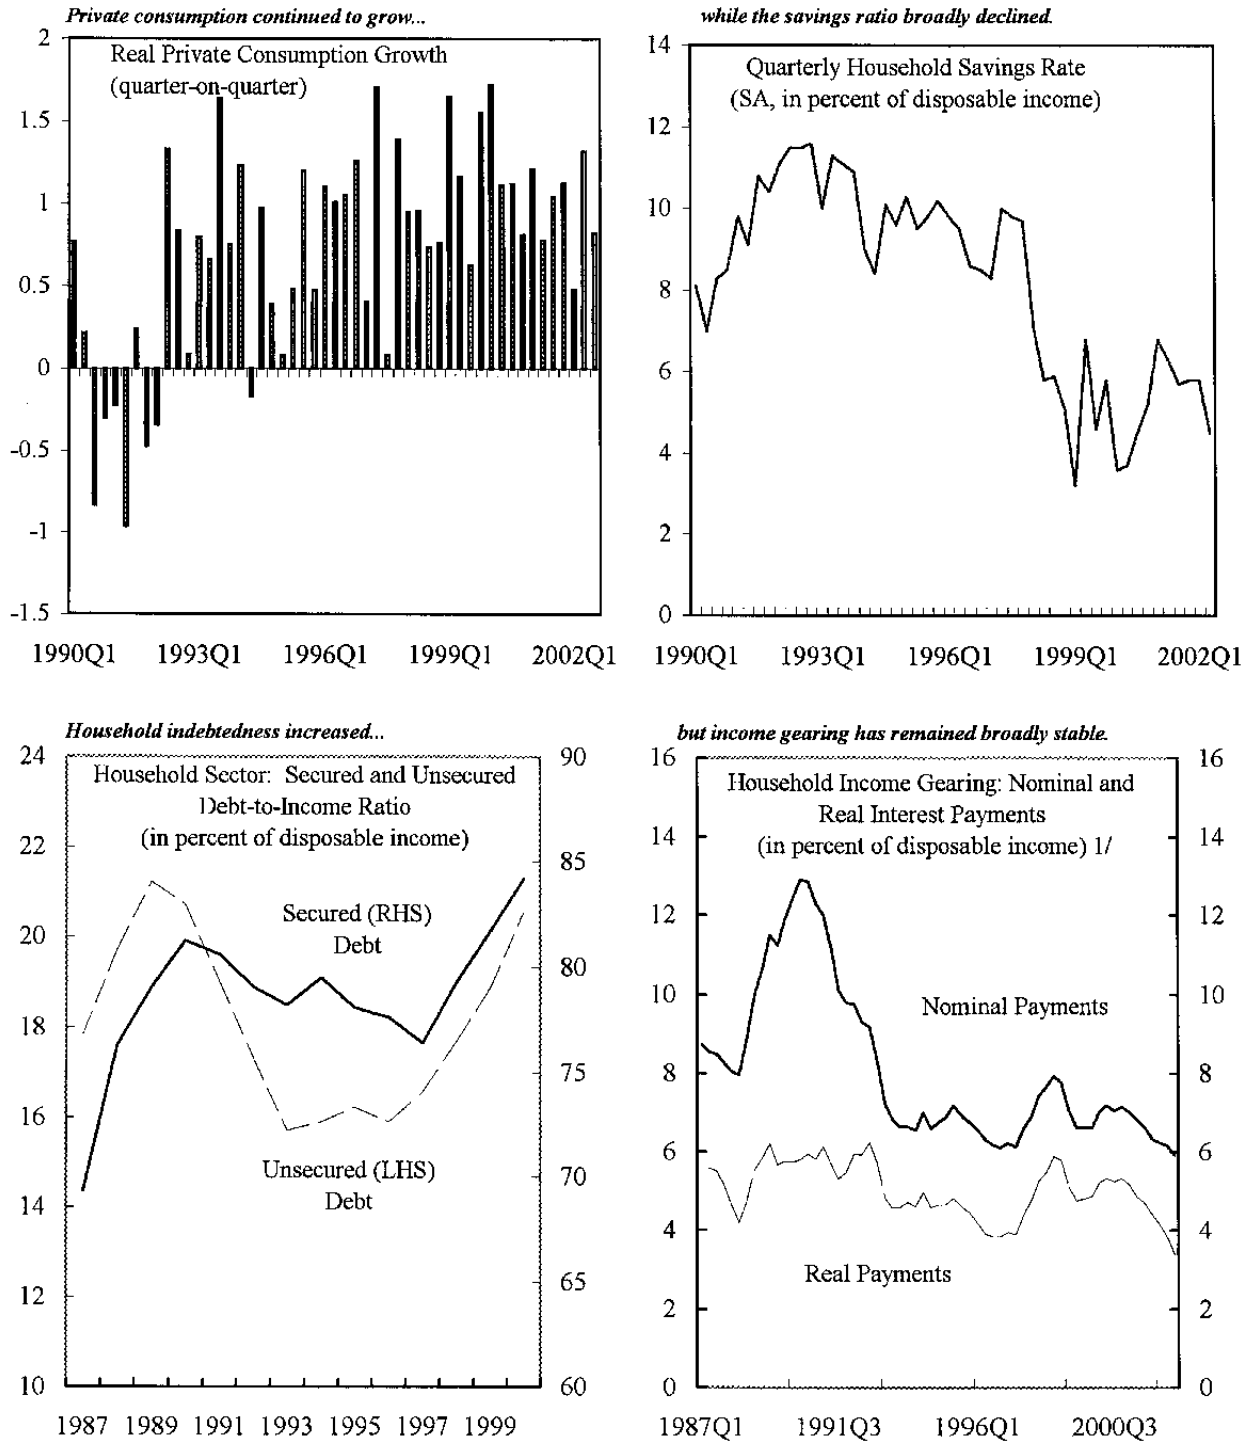 Private consumption continued to grow...
2
1.5
1
0.5
0
-0.5
-1
-1.5
Real Private Consumption Growth
(quarter-on-quarter)
1990Q1 1993Q1 1996Q1 1999Q1 2002Q1
while the savings ratio broadly declined.
14
12
10
8
6
4
2
0
Quarterly Household Savings Rate
(SA, in percent of disposable income)
1990Q1 1993Q1 1996Q1 1999Q1 2002Q1
Household indebtedness increased...
24
22
20
18
16
14
12
10
Household Sector: Secured and Unsecured
Debt-to-Income Ratio
(in percent of disposable income)
Secured (RHS)
Debt
Unsecured (LHS)
Debt
90
85
80
75
70
65
60
1987 1989 1991 1993 1995 1997 1999
but income gearing has remained broadly stable.
16
14
12
10
8
6
4
2
0
Household Income Gearing: Nominal and
Real Interest Payments
(in percent of disposable income) 1/
Nominal Payments
Real Payments
16
14
12
10
8
6
4
2
0
1987Q1 1991Q3 1996Q1 2000Q3